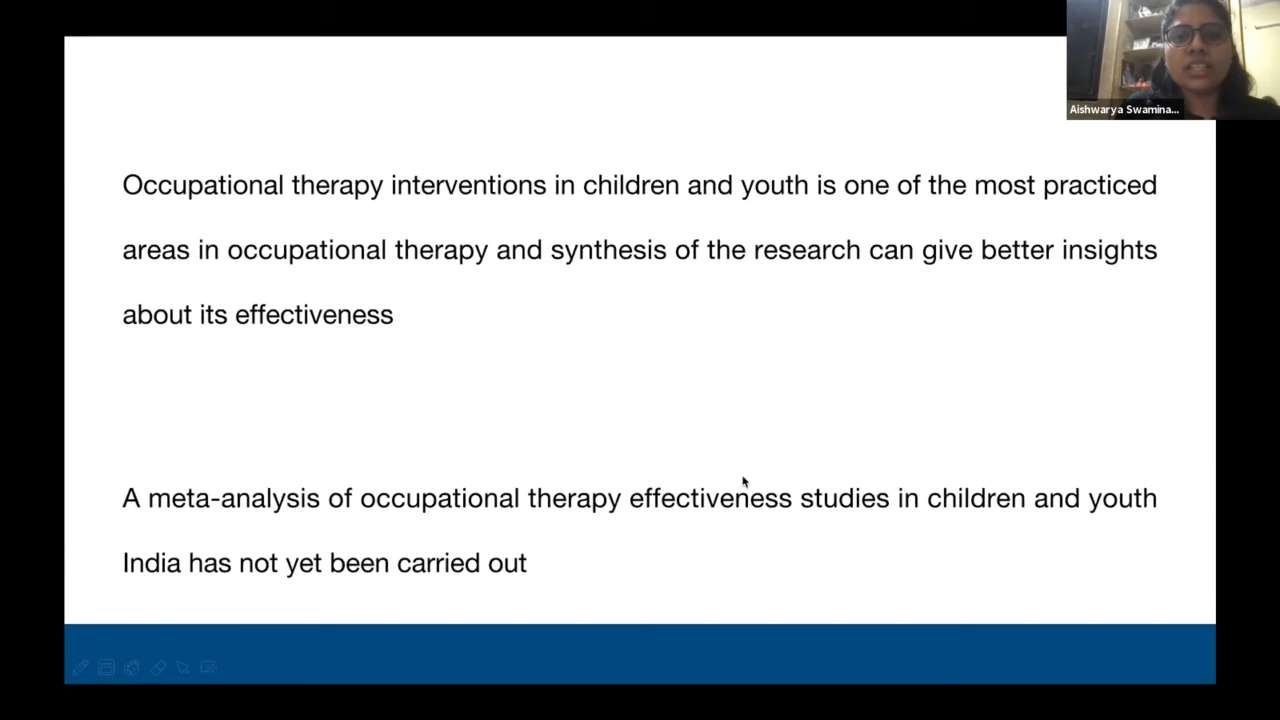 Aishwarya Swamina...
Occupational therapy interventions in children and youth is one of the most practiced
areas in occupational therapy and synthesis of the research can give better insights
about its effectiveness
A meta-analysis of occupational therapy effectiveness studies in children and youth
India has not yet been carried out